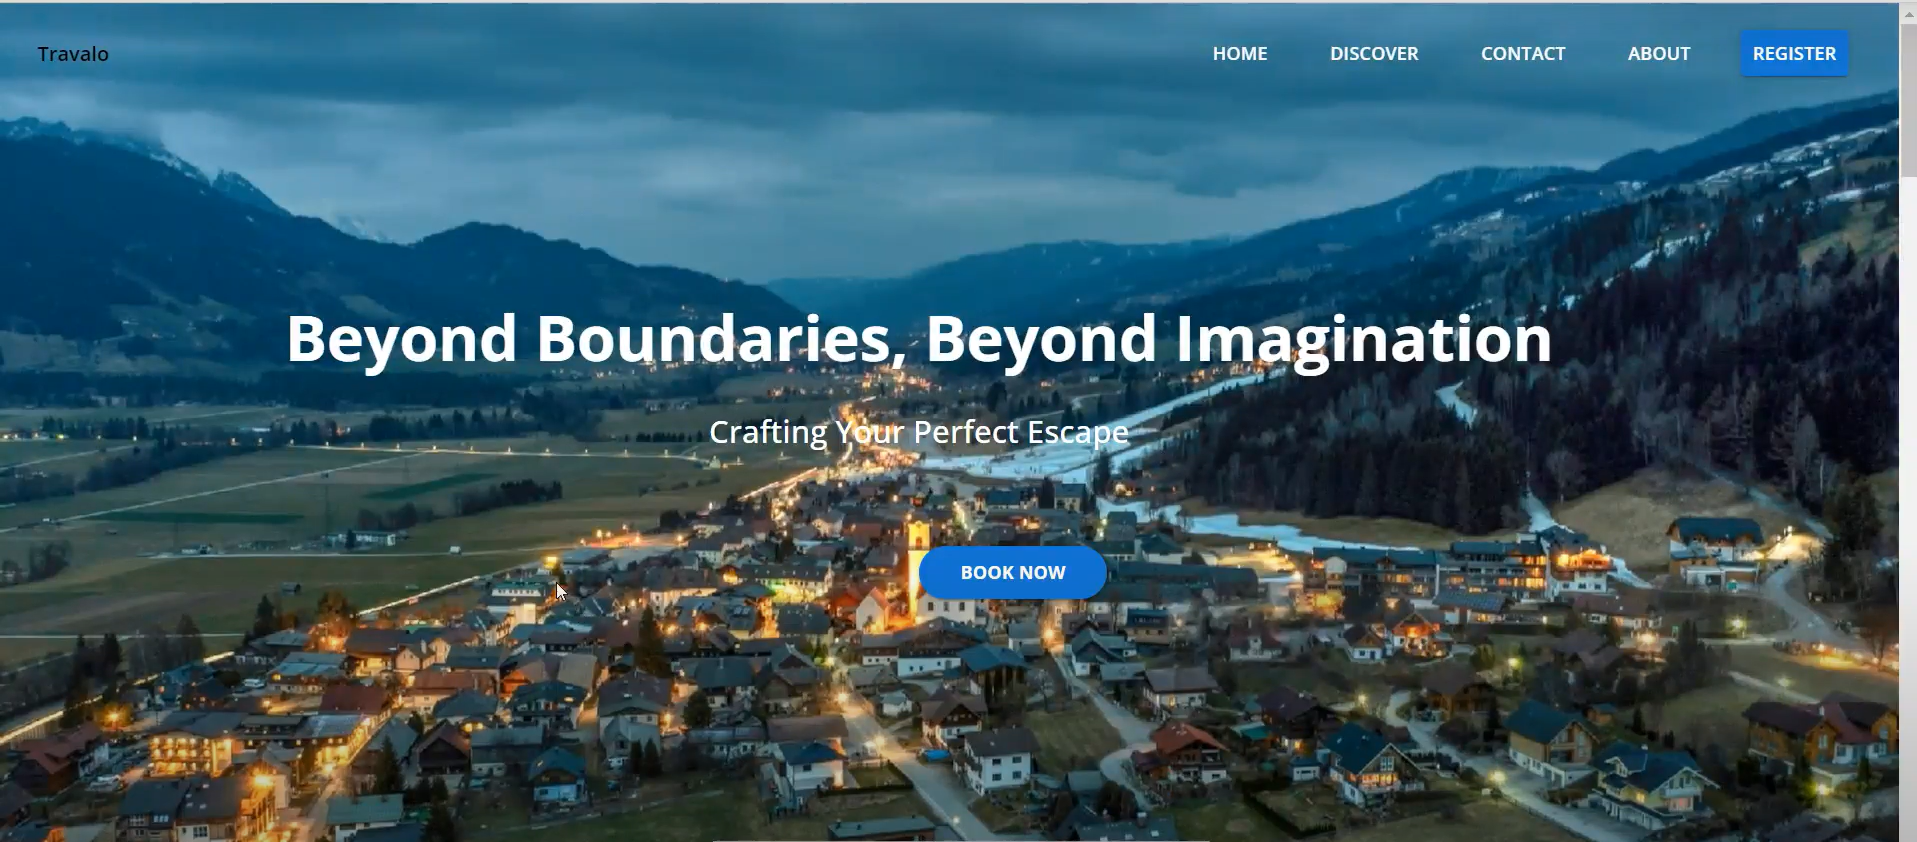 Travalo
HOME DISCOVER CONTACT ABOUT REGISTER
Beyond Boundaries, Beyond Imagination
Crafting Your Perfect Escape
BOOK NOW